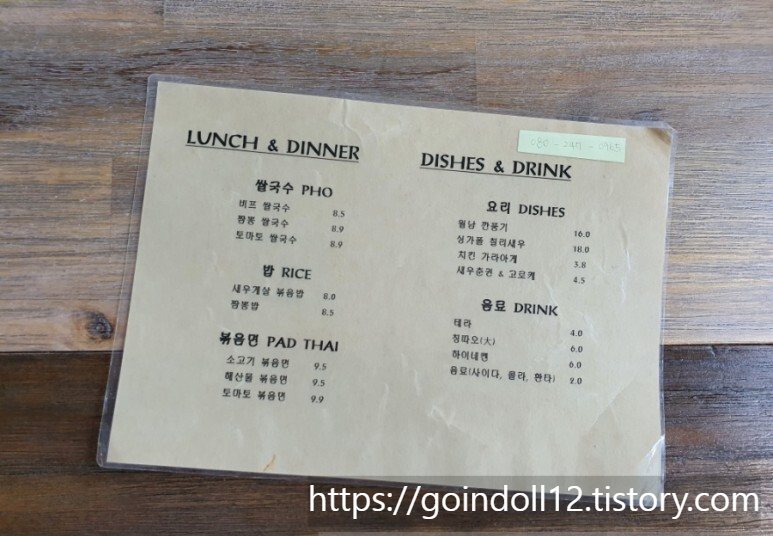 LUNCH & DINNER
쌀국수 PHO
비프 쌀국수 8.5
짬뽕 쌀국수 8.9
토마토 쌀국수 8.9
밥 RICE
새우게살 볶음밥 8.0
짬뽕밥 8.5
볶음면 PAD THAI
소고기 볶음면 9.5
해산물 볶음면 9.5
토마토 볶음면 9.9
DISHES & DRINK
요리 DISHES
월남 깐풍기 16.0
싱가폴 칠리새우 18.0
치킨 가라아게 3.8
새우춘권 & 고로케 4.5
음료 DRINK
테라 4.0
칭따오(大) 6.0
하이네켄 6.0
음료(사이다, 콜라, 환타) 2.0
https://goindoll12.tistory.com